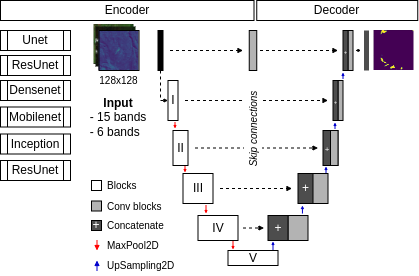 Encoder
Decoder
Unet
ResUnet
Densenet
Mobilenet
Inception
ResUnet
128x128
Input
- 15 bands
- 6 bands
I
II
III
IV
V
Skip connections
+
+
+
+
Blocks
Conv blocks
+ Concatenate
MaxPool2D
UpSampling2D